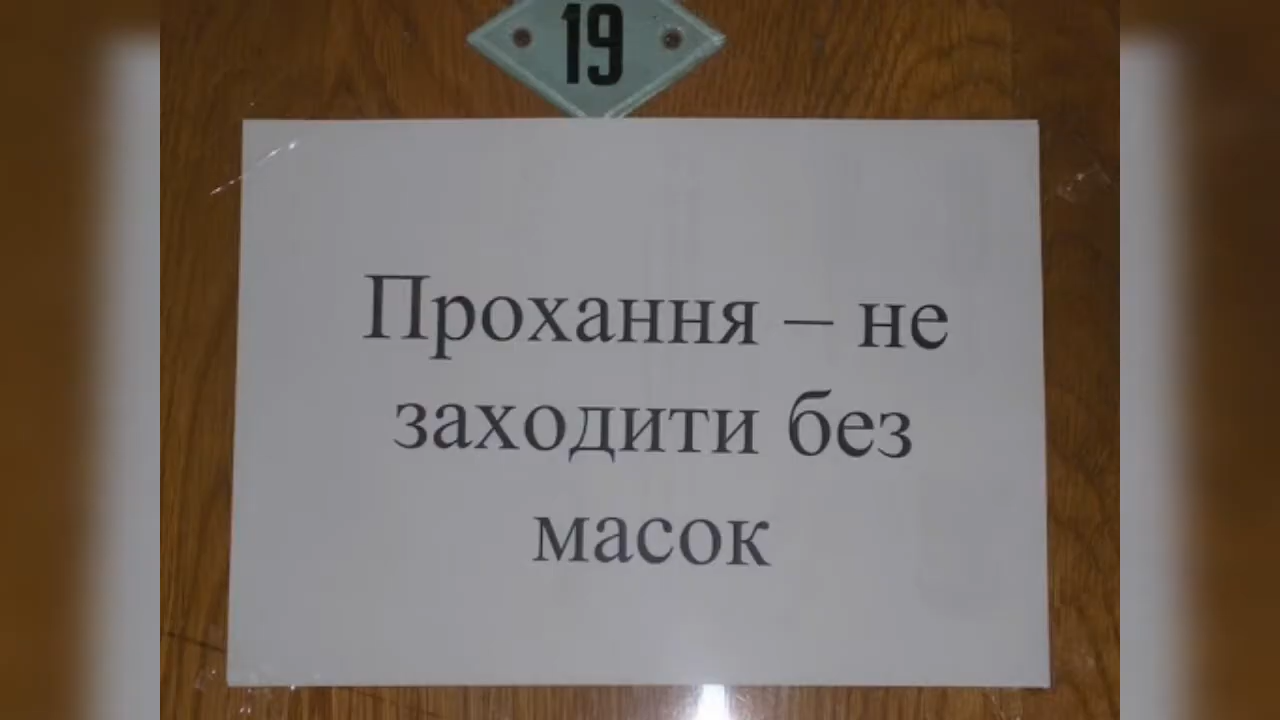 19
Прохання – не
заходити без
масок